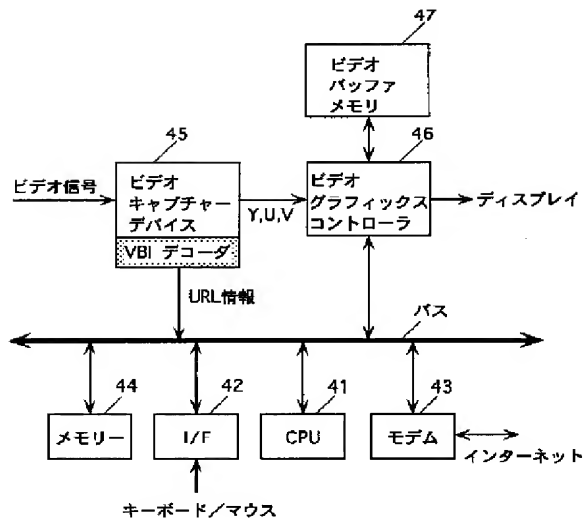 47
ビデオ
バッファ
メモリ
45
46
ビデオ信号
ビデオ
キャプチャー
デバイス
VBI デコーダ
Y,U,V
ビデオ
グラフィックス
コントローラ
ディスプレイ
URL情報
バス
44
42
41
43
メモリー
I/F
CPU
モデム
インターネット
キーボード／マウス